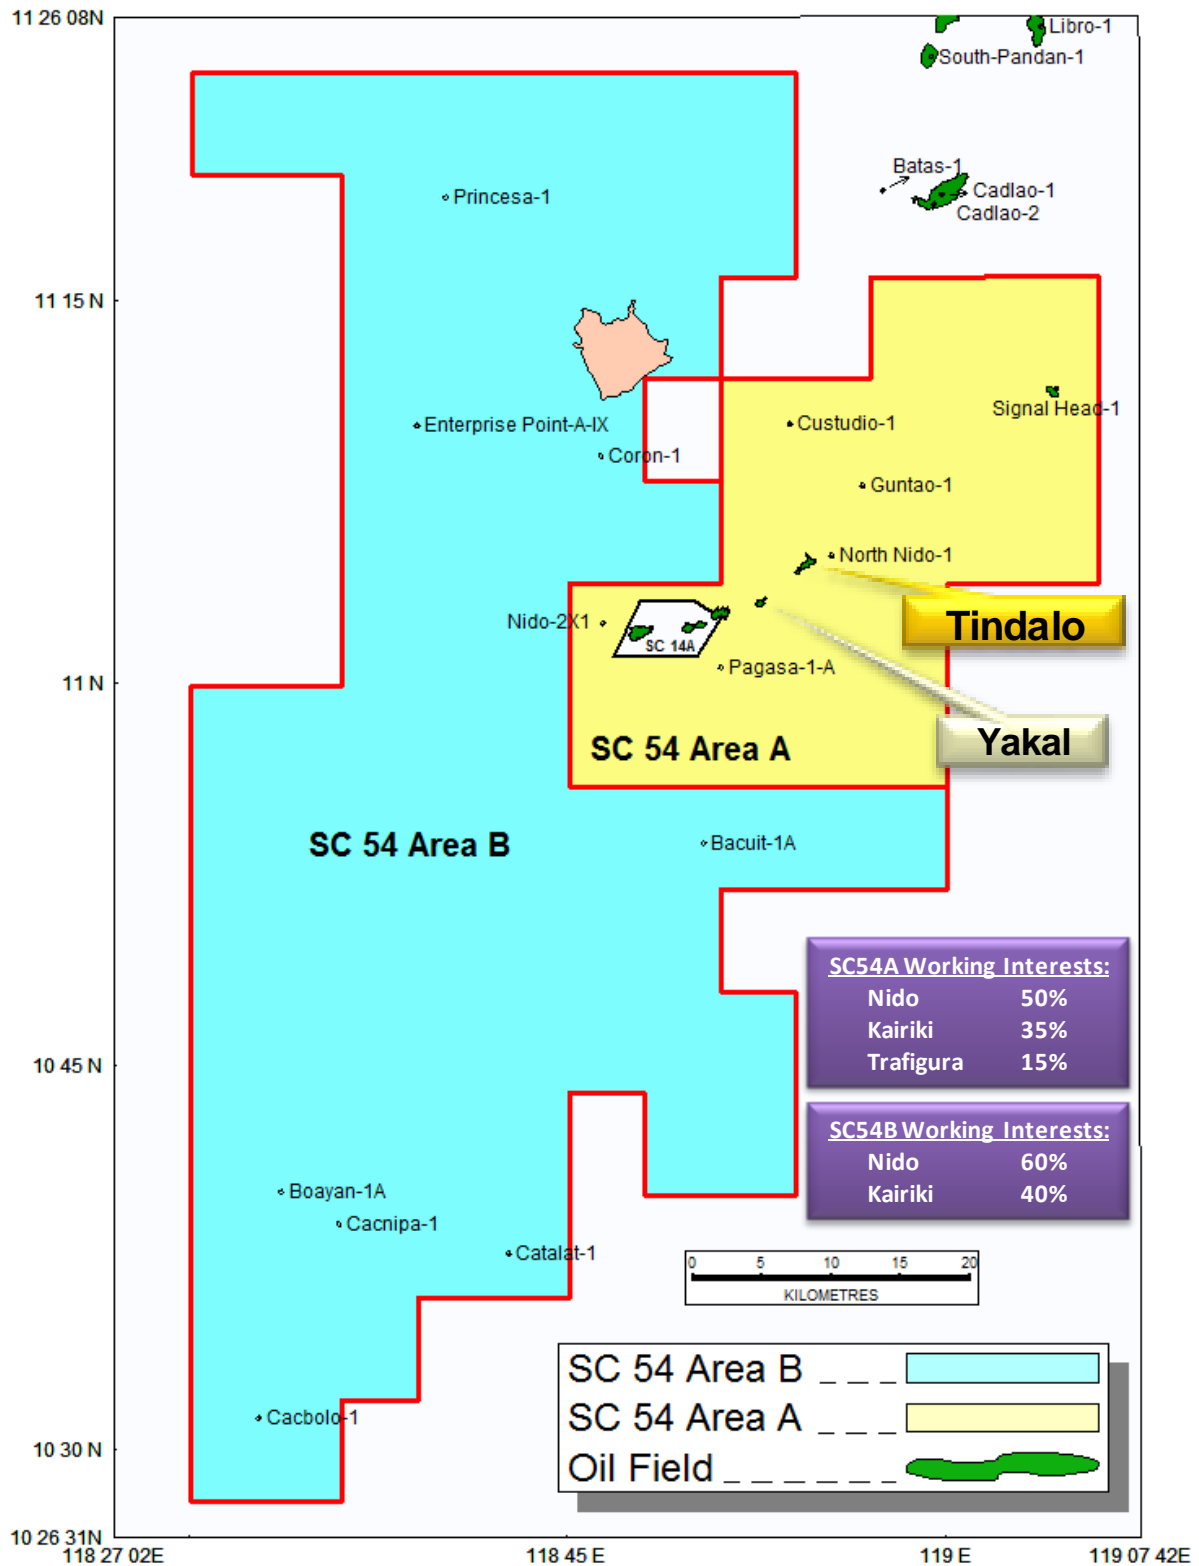 11 26 08N
Libro-1
South-Pandan-1
Batas-1
Cadlao-1
Cadlao-2
Princesa-1
11 15 N
Signal Head-1
Enterprise Point-A-IX
Custudio-1
Coron-1
Guntao-1
North Nido-1
Tindalo
Nido-2X1
SC 14A
Pagasa-1-A
11 N
Yakal
SC 54 Area A
SC 54 Area B
Bacuit-1A
SC54A Working Interests:
Nido 50%
Kairiki 35%
Trafigura 15%
10 45 N
SC54B Working Interests:
Nido 60%
Kairiki 40%
Boayan-1A
Cacnipa-1
Catalat-1
0 5 10 15 20
KILOMETRES
SC 54 Area B _ _ _
SC 54 Area A _ _ _
Oil Field _ _ _ _ _ _
Cacbolo-1
10 30 N
10 26 31N
118 27 02E 118 45 E 119 E 119 07 42E